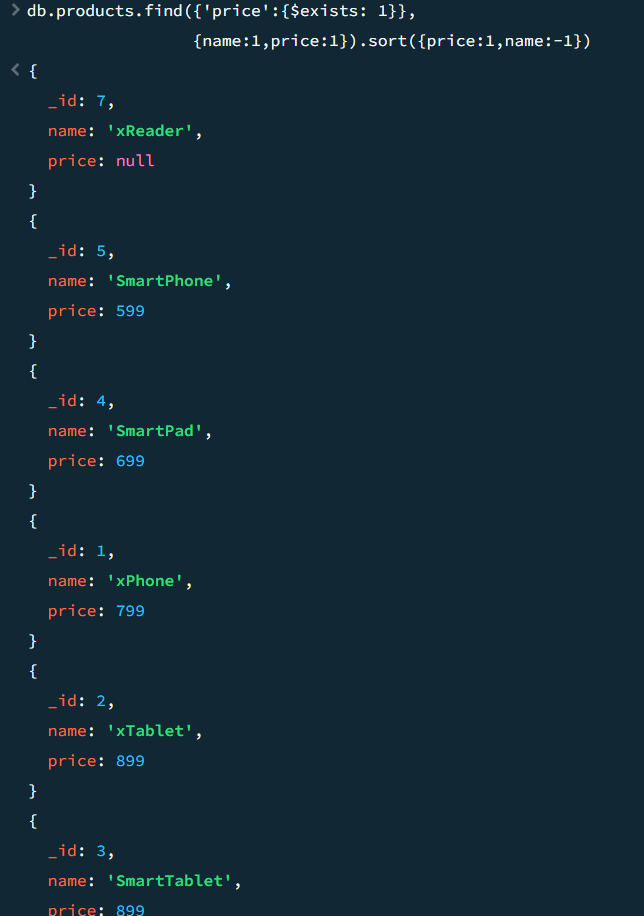 > db.products.find({'price':{$exists: 1}},
{name:1,price:1}).sort({price:1,name:-1})
< {
_id: 7,
name: 'xReader',
price: null
}
{
_id: 5,
name: 'SmartPhone',
price: 599
}
{
_id: 4,
name: 'SmartPad',
price: 699
}
{
_id: 1,
name: 'xPhone',
price: 799
}
{
_id: 2,
name: 'xTablet',
price: 899
}
{
_id: 3,
name: 'SmartTablet',
price: 899